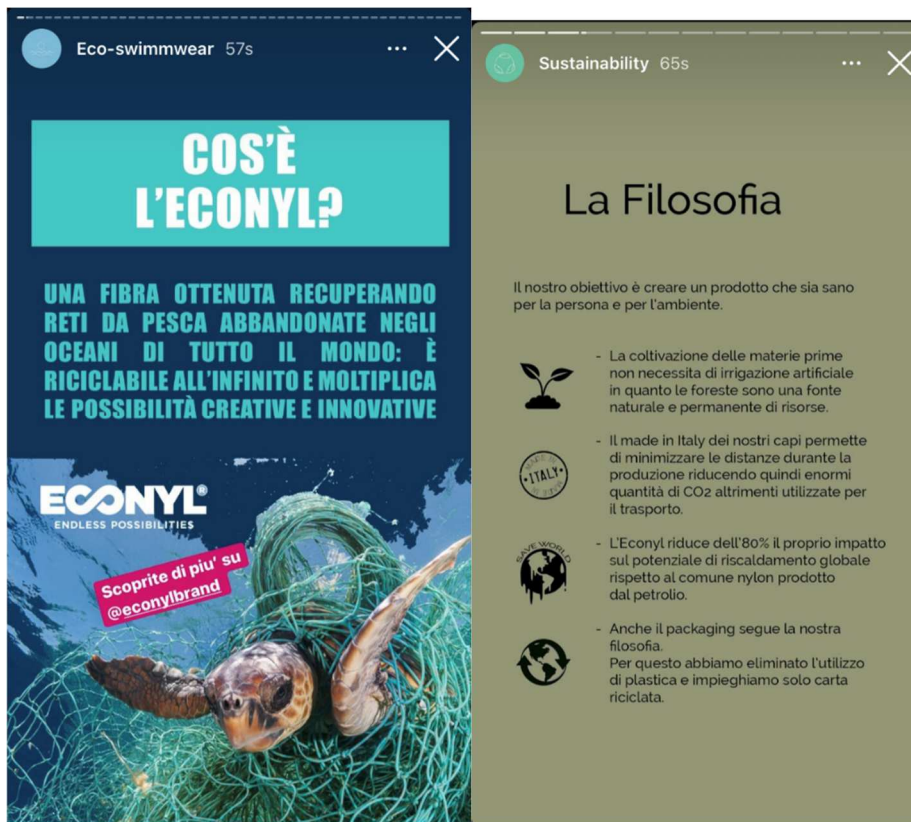 Eco-swimmwear 57s
COS'È
L'ECONYL?
UNA FIBRA OTTENUTA RECUPERANDO
RETI DA PESCA ABBANDONATE NEGLI
OCEANI DI TUTTO IL MONDO: È
RICICLABILE ALL'INFINITO E MOLTIPLICA
LE POSSIBILITÀ CREATIVE E INNOVATIVE
ECONYL®
ENDLESS POSSIBILITIES
Scoprite di piu' su
@econylbrand
Sustainability 65s
La Filosofia
Il nostro obiettivo è creare un prodotto che sia sano
per la persona e per l'ambiente.
- La coltivazione delle materie prime
non necessita di irrigazione artificiale
in quanto le foreste sono una fonte
naturale e permanente di risorse.
MADE IN
ITALY
- Il made in Italy dei nostri capi permette
di minimizzare le distanze durante la
produzione riducendo quindi enormi
quantità di CO2 altrimenti utilizzate per
il trasporto.
SAVE WORLD
- L'Econyl riduce dell'80% il proprio impatto
sul potenziale di riscaldamento globale
rispetto al comune nylon prodotto
dal petrolio.
- Anche il packaging segue la nostra
filosofia.
Per questo abbiamo eliminato l'utilizzo
di plastica e impieghiamo solo carta
riciclata.